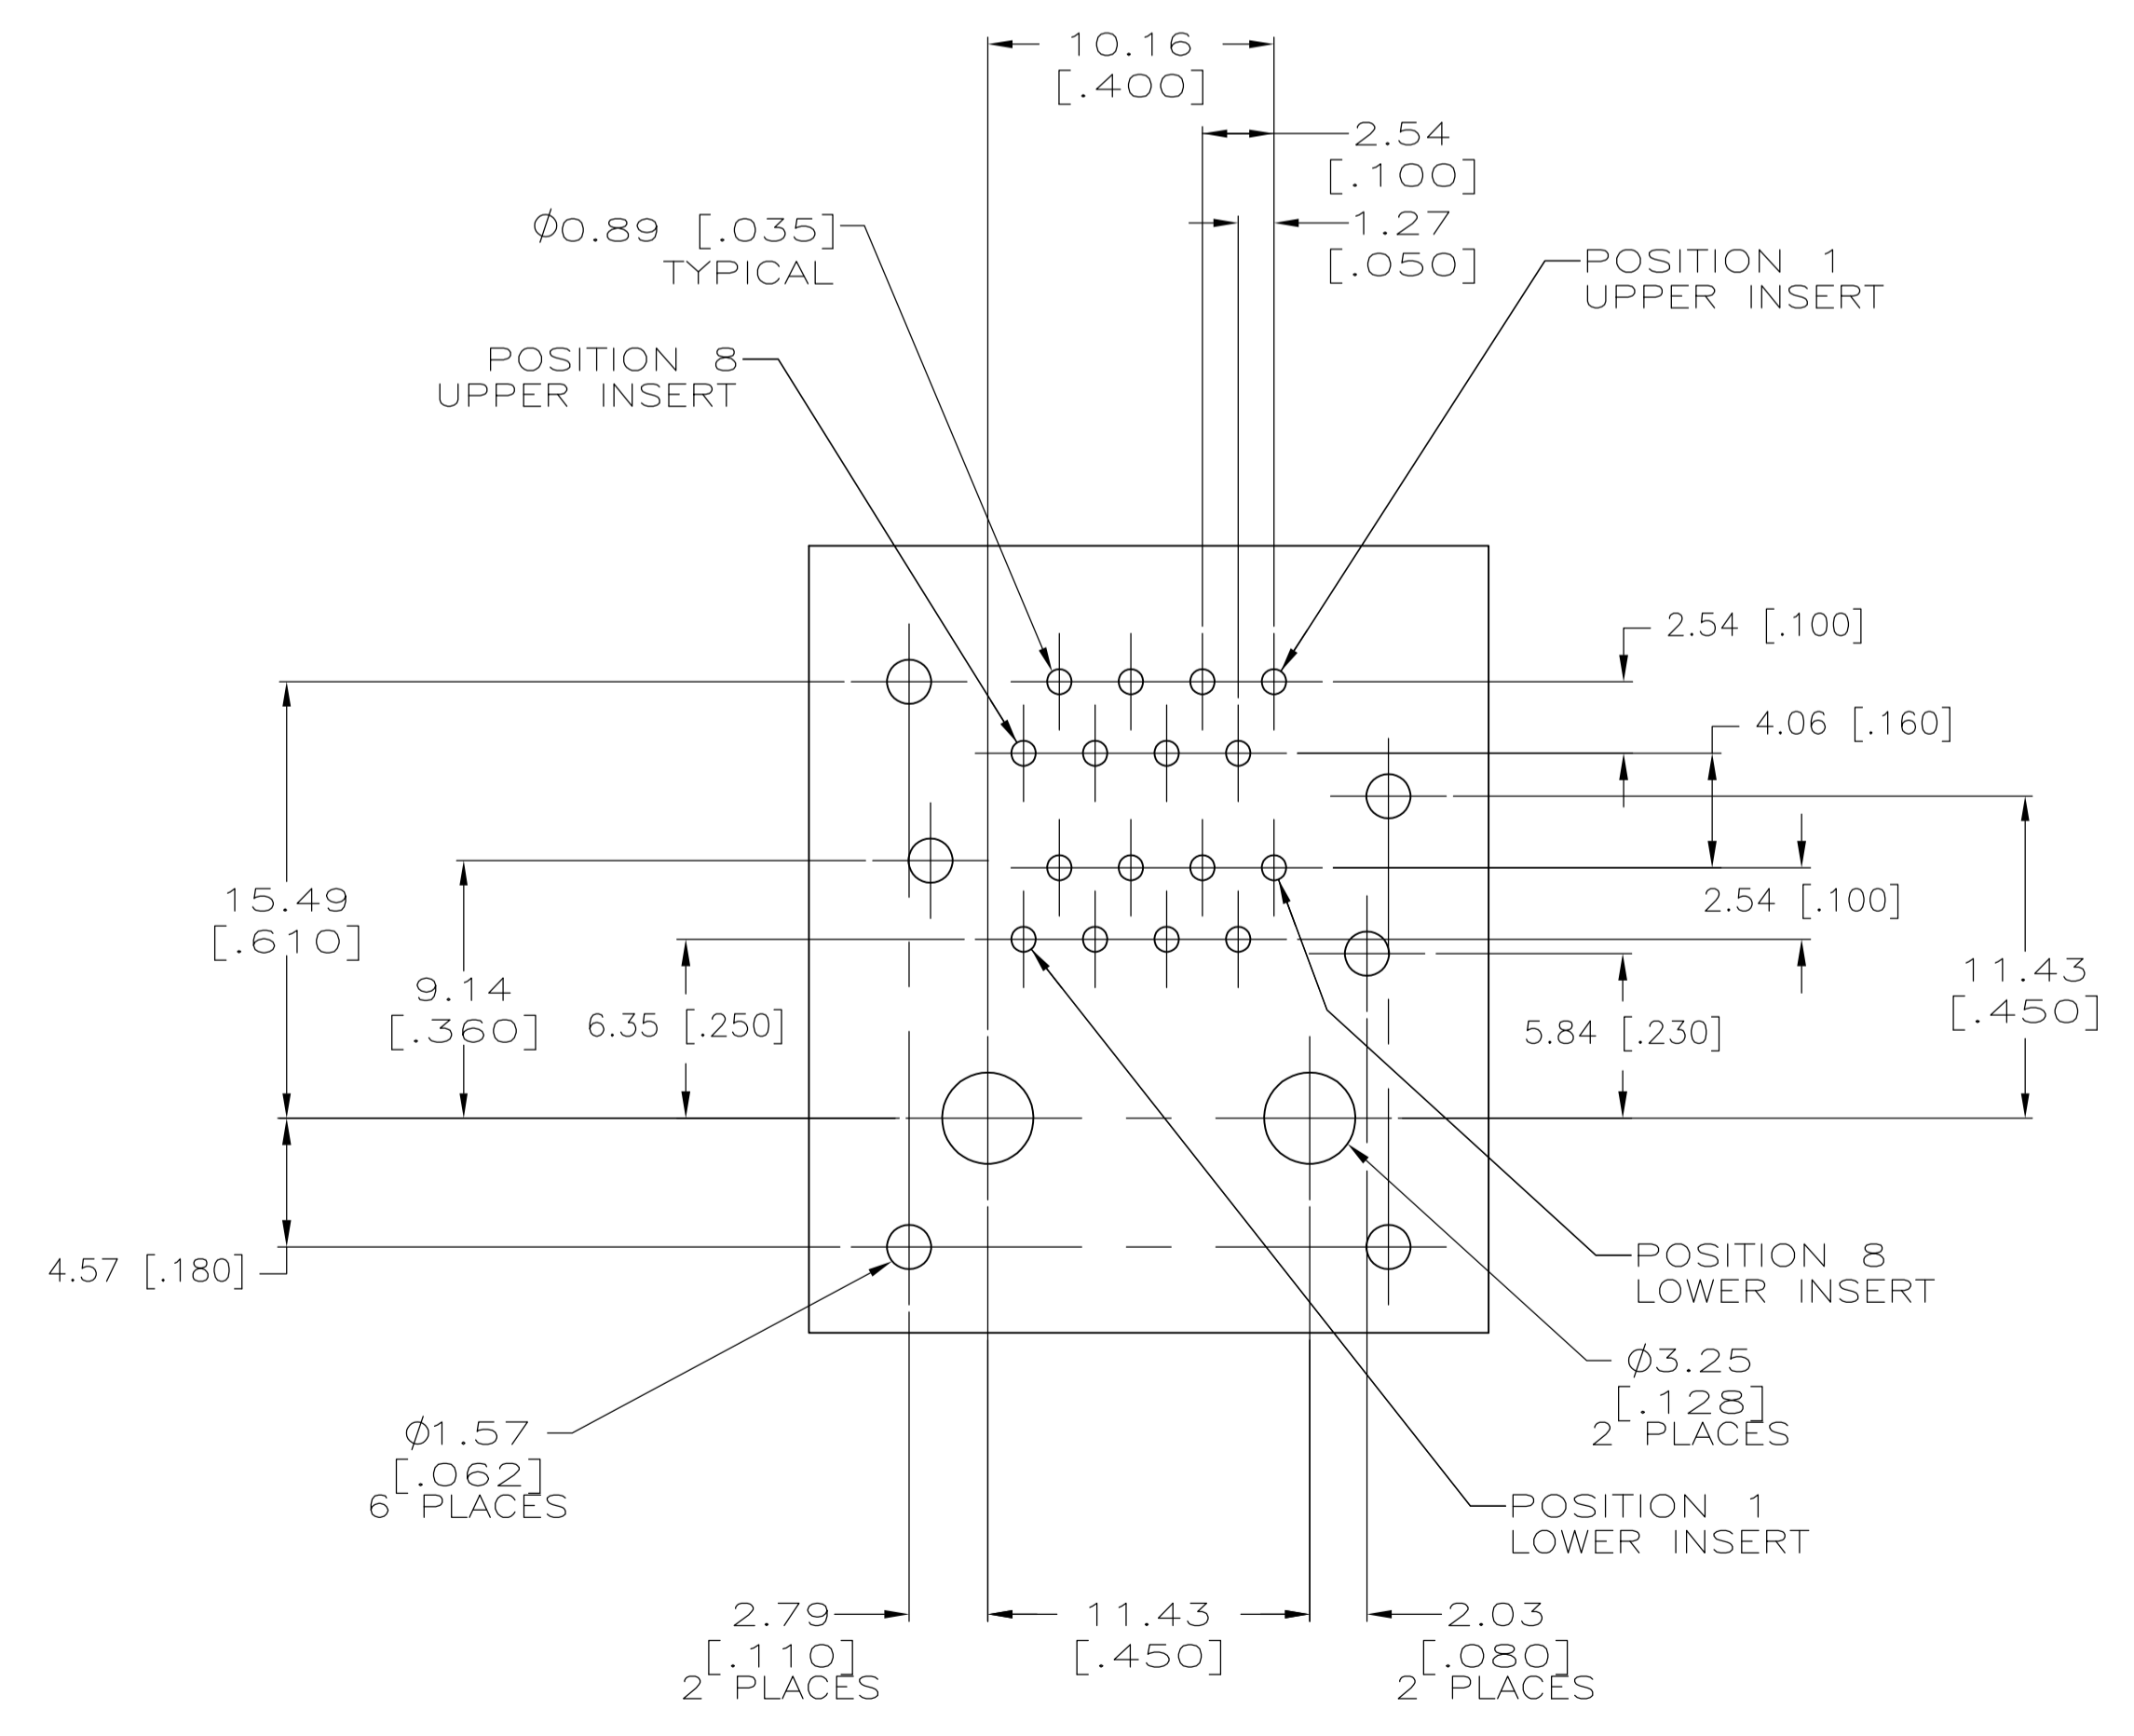 10.16
[.400]
2.54
[.100]
1.27
[.050]
Ø0.89 [.035]
TYPICAL
POSITION 1
UPPER INSERT
POSITION 8
UPPER INSERT
2.54 [.100]
4.06 [.160]
15.49
[.610]
2.54 [.100]
9.14
[.360]
6.35 [.250]
5.84 [.230]
11.43
[.450]
4.57 [.180]
POSITION 8
LOWER INSERT
Ø3.25
[.128]
2 PLACES
Ø1.57
[.062]
6 PLACES
POSITION 1
LOWER INSERT
2.79
[.110]
2 PLACES
11.43
[.450]
2.03
[.080]
2 PLACES